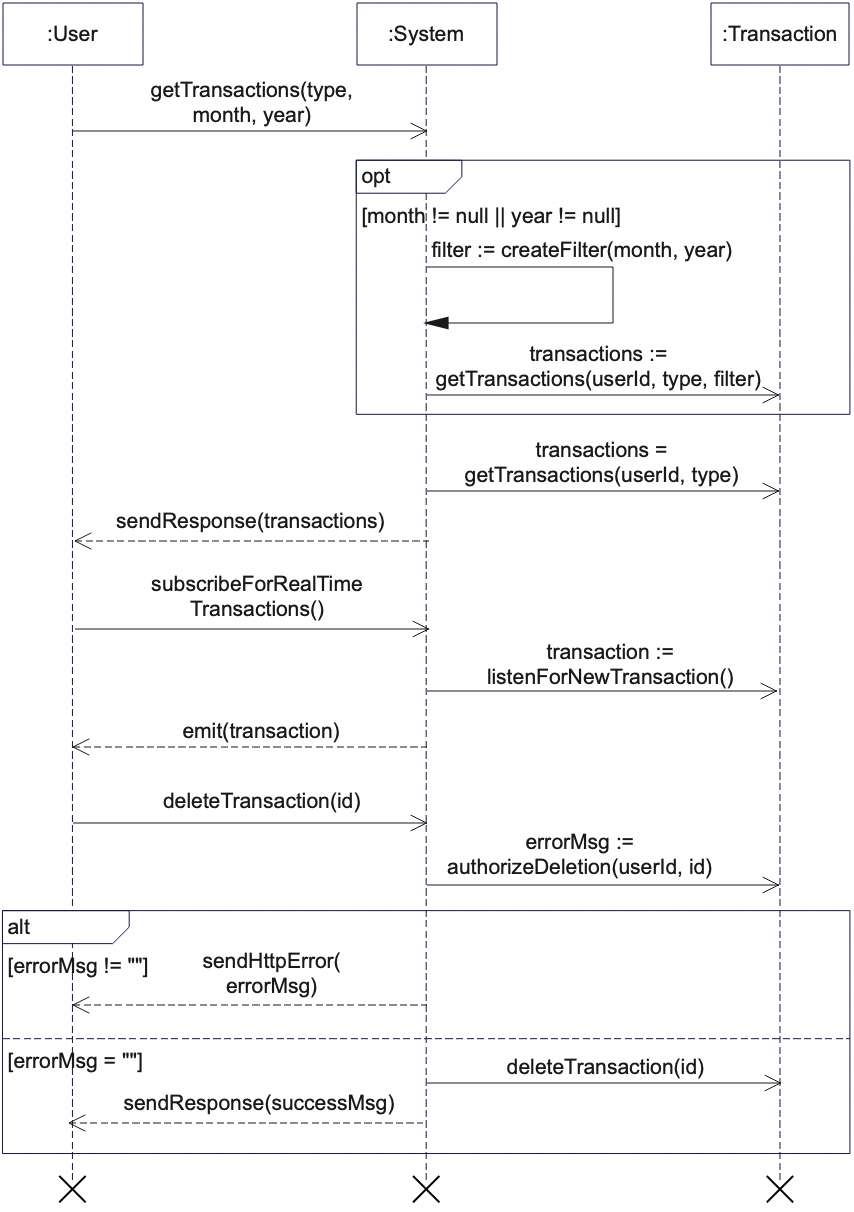 :User
:System
:Transaction
getTransactions(type,
month, year)
opt
[month != null || year != null]
filter := createFilter(month, year)
transactions :=
getTransactions(userId, type, filter)
transactions =
getTransactions(userId, type)
sendResponse(transactions)
subscribeForRealTime
Transactions()
transaction :=
listenForNewTransaction()
emit(transaction)
deleteTransaction(id)
errorMsg :=
authorizeDeletion(userId, id)
alt
[errorMsg != ""]
sendHttpError(
errorMsg)
[errorMsg = ""]
deleteTransaction(id)
sendResponse(successMsg)